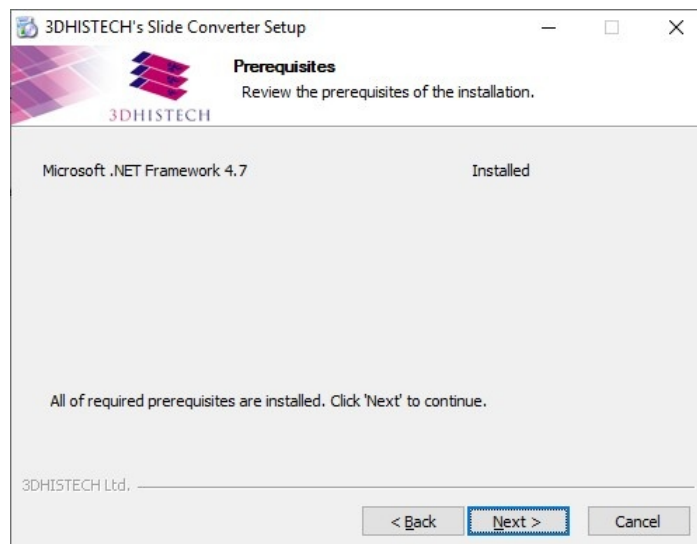 3DHISTECH's Slide Converter Setup
Prerequisites
Review the prerequisites of the installation.
3DHISTECH
Microsoft .NET Framework 4.7 Installed
All of required prerequisites are installed. Click 'Next' to continue.
3DHISTECH Ltd.
< Back Next > Cancel